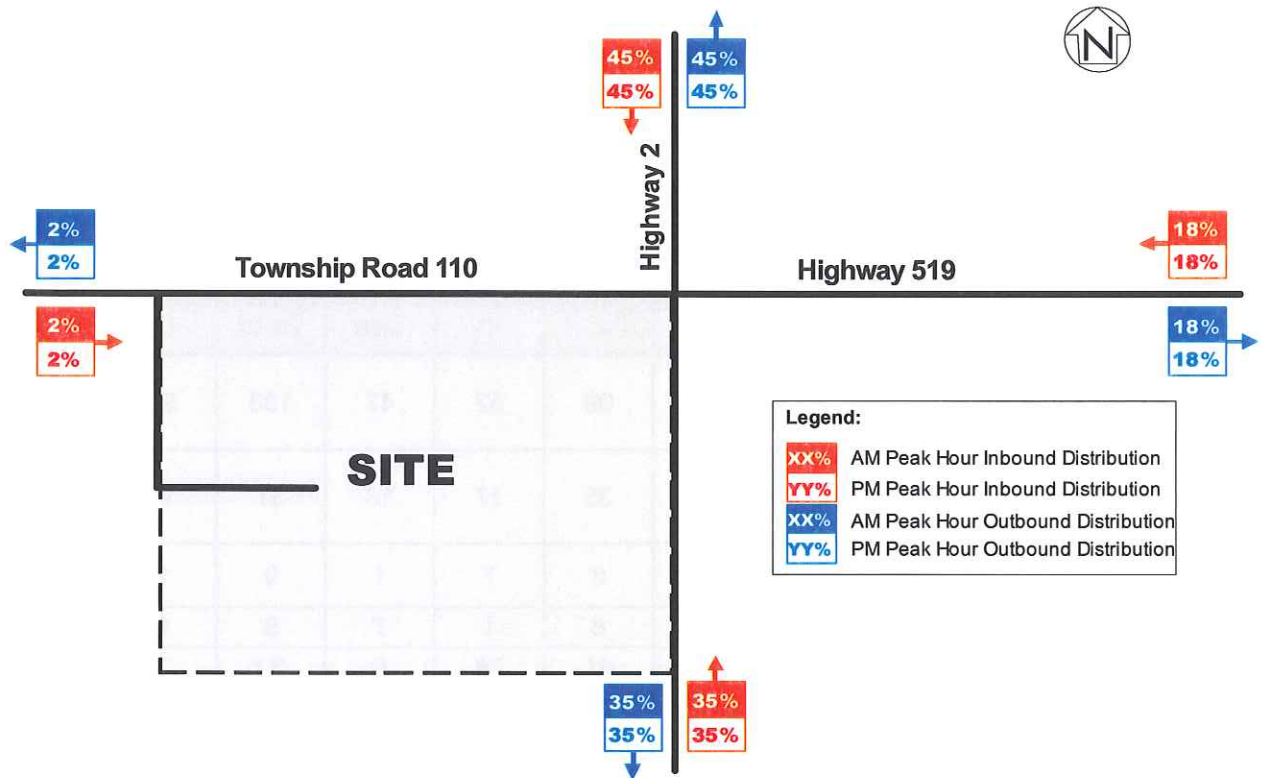 N
45%
45%
45%
45%
Highway 2
2%
2%
Township Road 110
Highway 519
18%
18%
2%
2%
18%
18%
SITE
Legend:
XX% AM Peak Hour Inbound Distribution
YY% PM Peak Hour Inbound Distribution
XX% AM Peak Hour Outbound Distribution
YY% PM Peak Hour Outbound Distribution
35%
35%
35%
35%